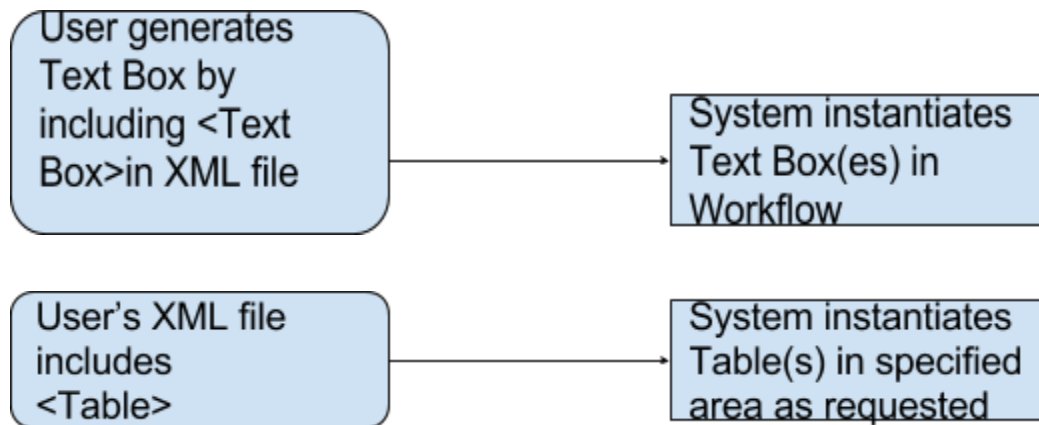 User generates
Text Box by
including <Text
Box>in XML file
System instantiates
Text Box(es) in
Workflow
User’s XML file
includes
<Table>
System instantiates
Table(s) in specified
area as requested